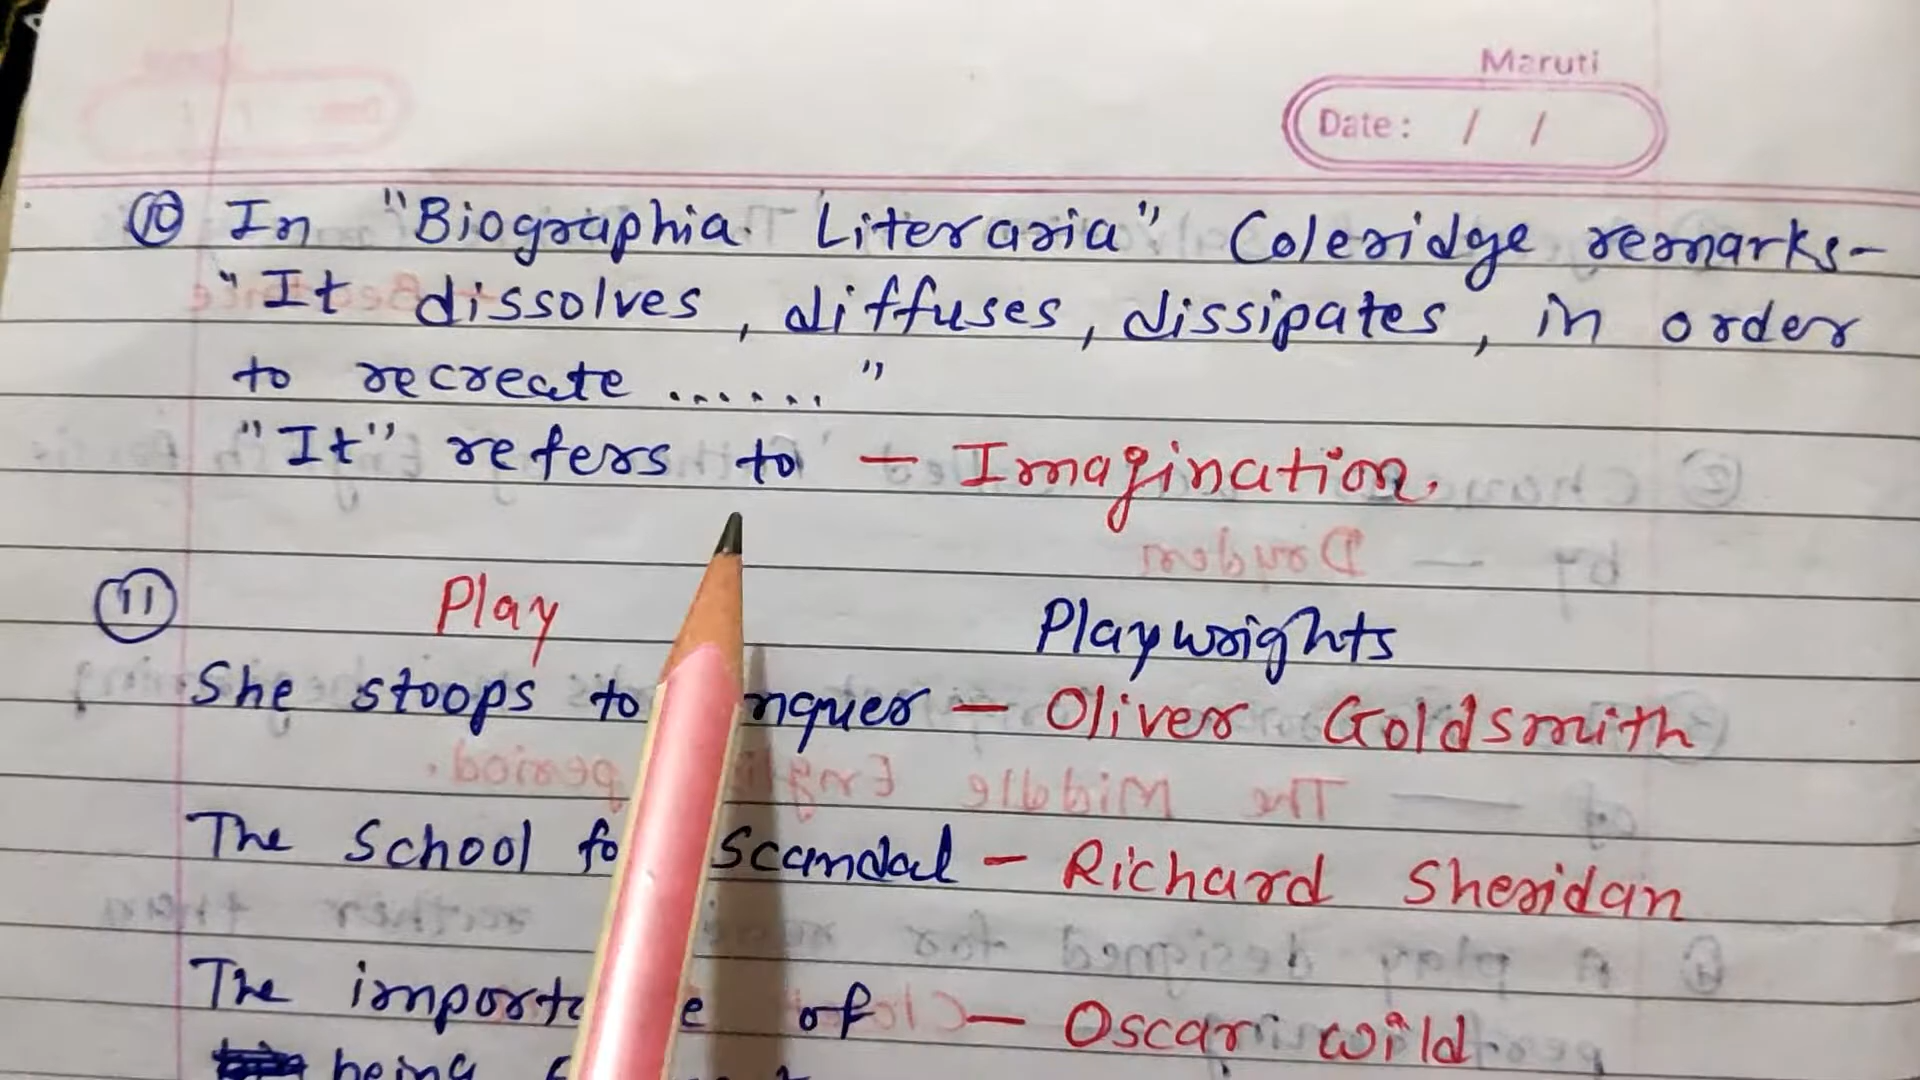 Maruti
Date: / /
10 In "Biographia Literaria" Coleridge remarks-
"It dissolves, diffuses, dissipates, in order
to recreate ......"
"It" refers to - Imagination.
11 Play Playwrights
She stoops to nquer - Oliver Goldsmith
The School fo Scandal - Richard Sheridan
The importa e of - Oscar wild
being